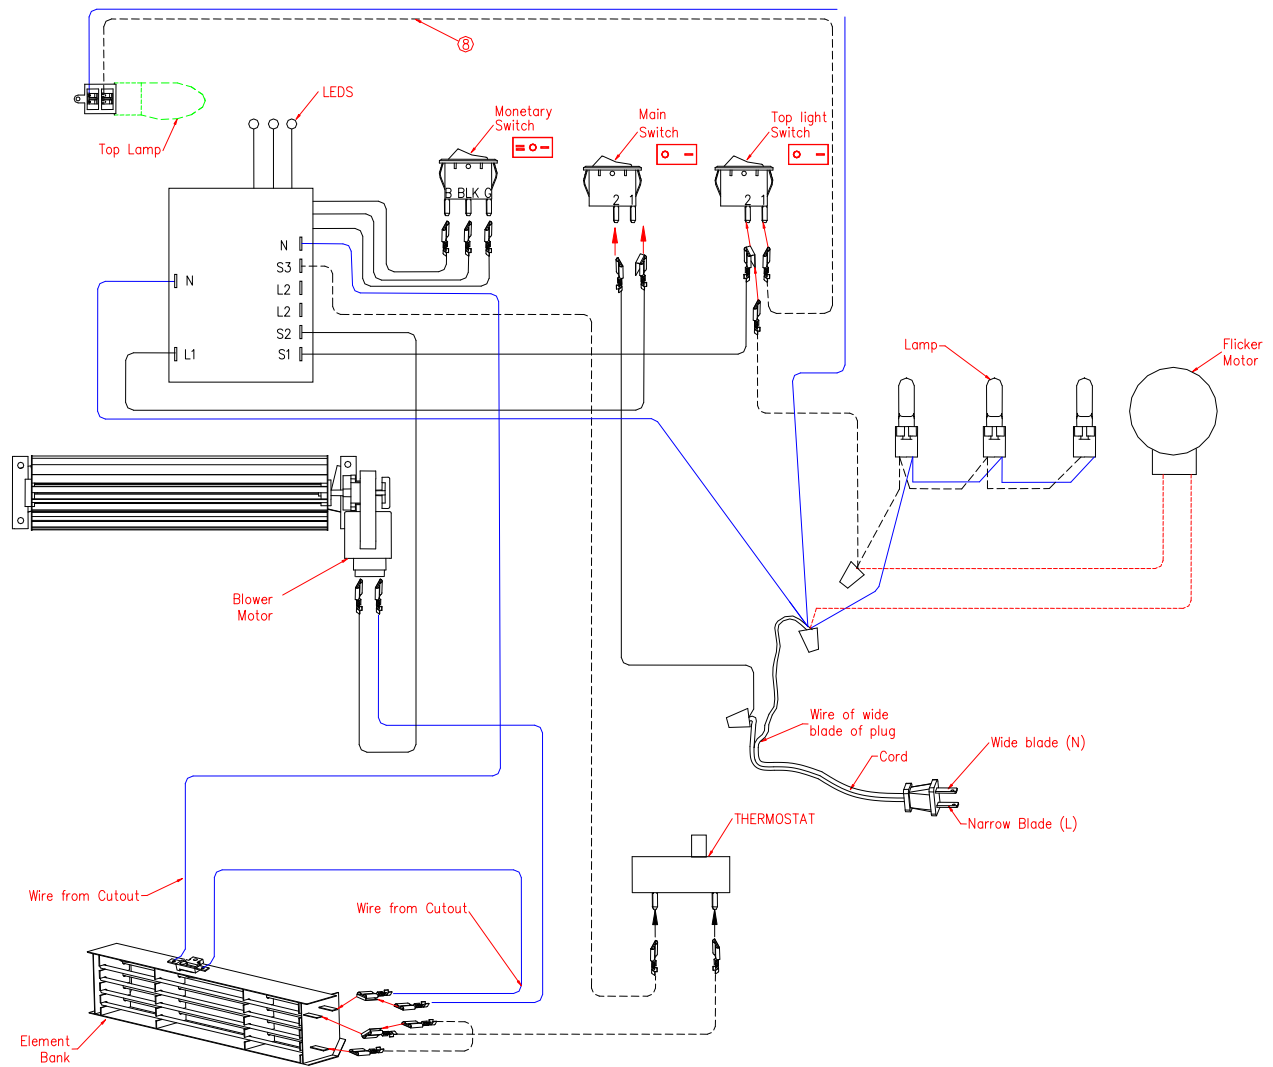 8
LEDS
Top Lamp
Monetary
Switch
Main
Switch
Top light
Switch
B BLK G
2 1
2 1
N
S3
L2
L2
S2
S1
N
L1
Lamp
Flicker
Motor
Blower
Motor
Wire of wide
blade of plug
Cord
Wide blade (N)
Narrow Blade (L)
THERMOSTAT
Wire from Cutout
Wire from Cutout
Element
Bank